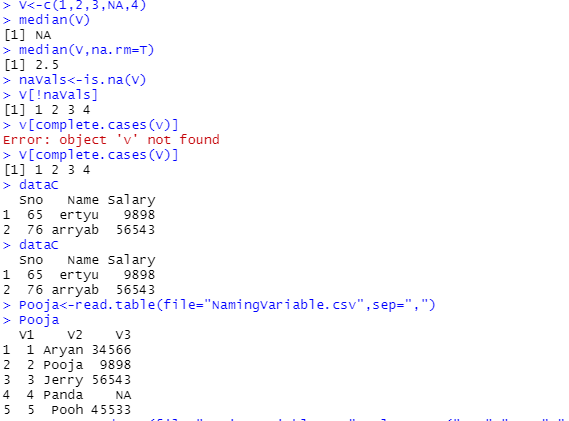 > V<-c(1,2,3,NA,4)
> median(V)
[1] NA
> median(V,na.rm=T)
[1] 2.5
> naVals<-is.na(V)
> V[!naVals]
[1] 1 2 3 4
> v[complete.cases(v)]
Error: object 'v' not found
> V[complete.cases(V)]
[1] 1 2 3 4
> dataC
  Sno   Name Salary
1  65  ertyu   9898
2  76 arryab  56543
> dataC
  Sno   Name Salary
1  65  ertyu   9898
2  76 arryab  56543
> Pooja<-read.table(file="NamingVariable.csv",sep=",")
> Pooja
  V1    V2    V3
1  1 Aryan 34566
2  2 Pooja  9898
3  3 Jerry 56543
4  4 Panda    NA
5  5  Pooh 45533